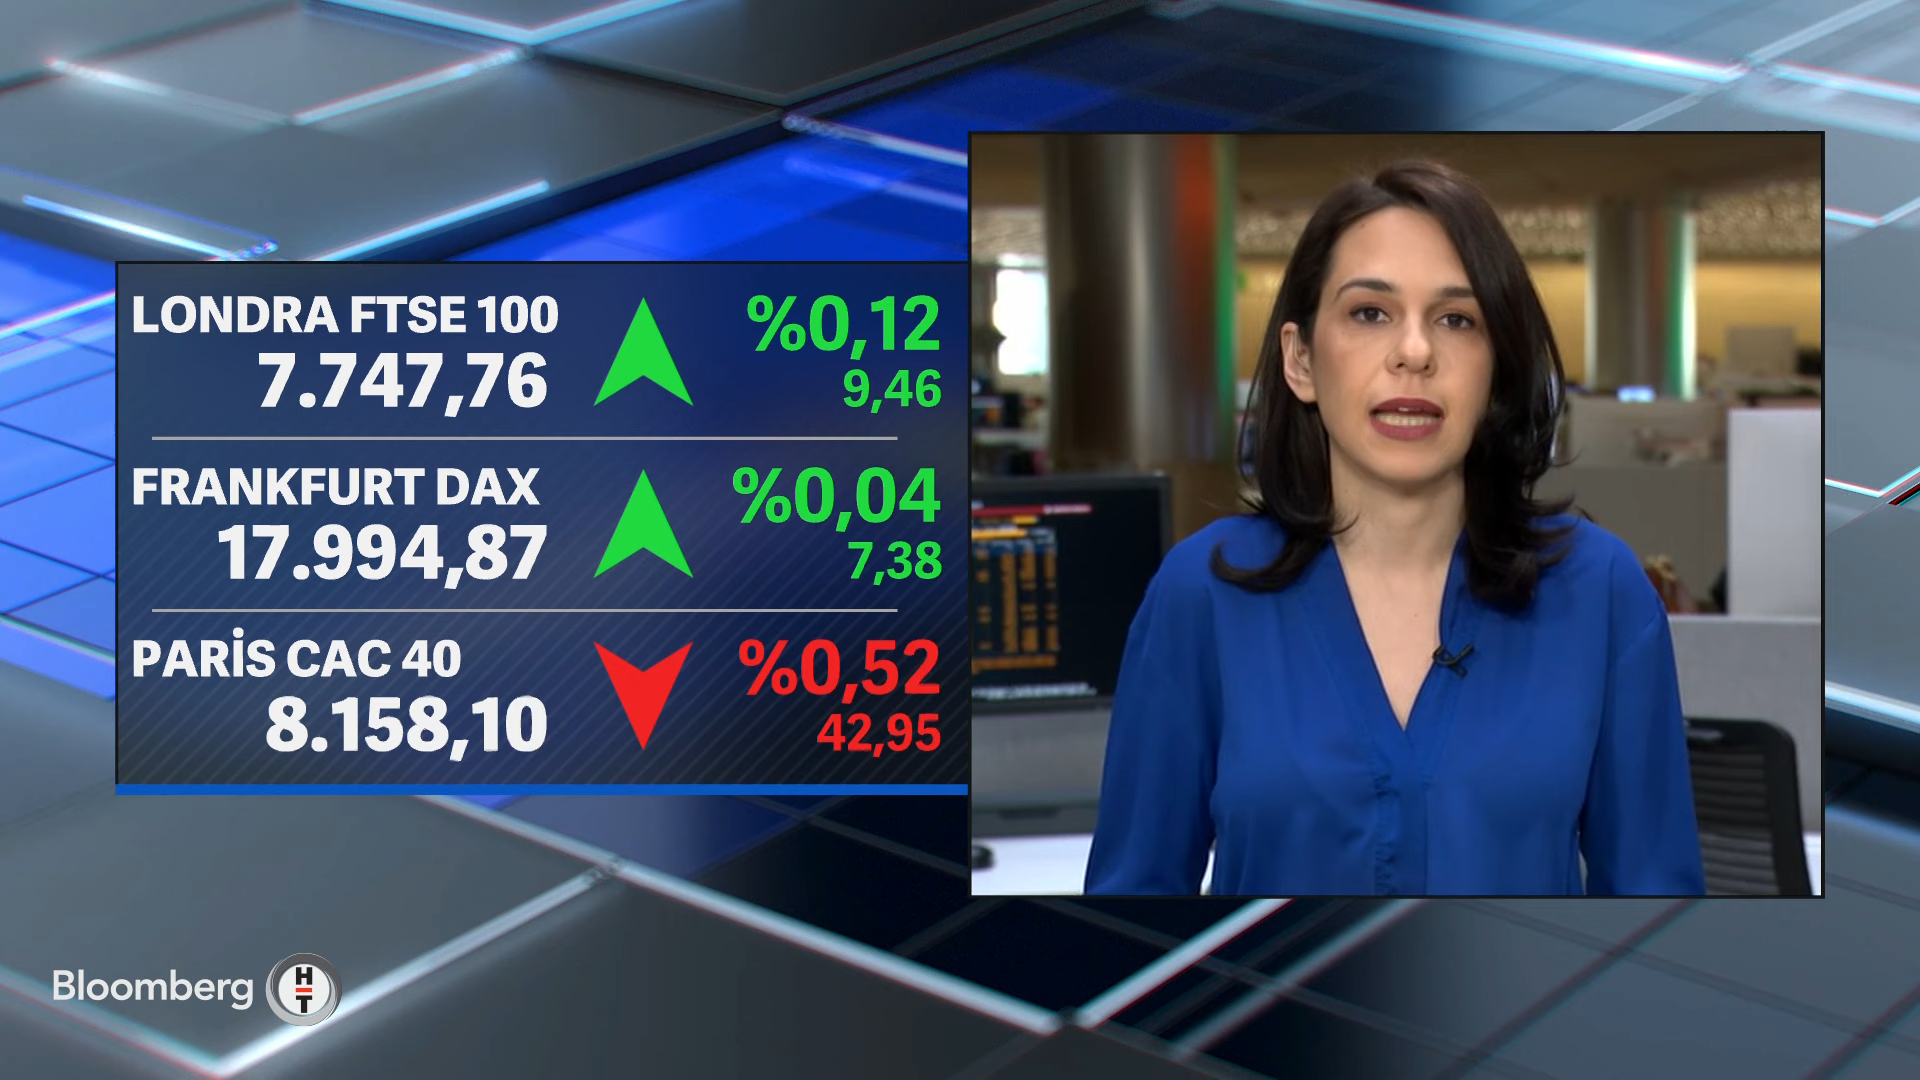 LONDRA FTSE 100
7.747,76
%0,12
9,46
FRANKFURT DAX
17.994,87
%0,04
7,38
PARİS CAC 40
8.158,10
%0,52
42,95
Bloomberg HT